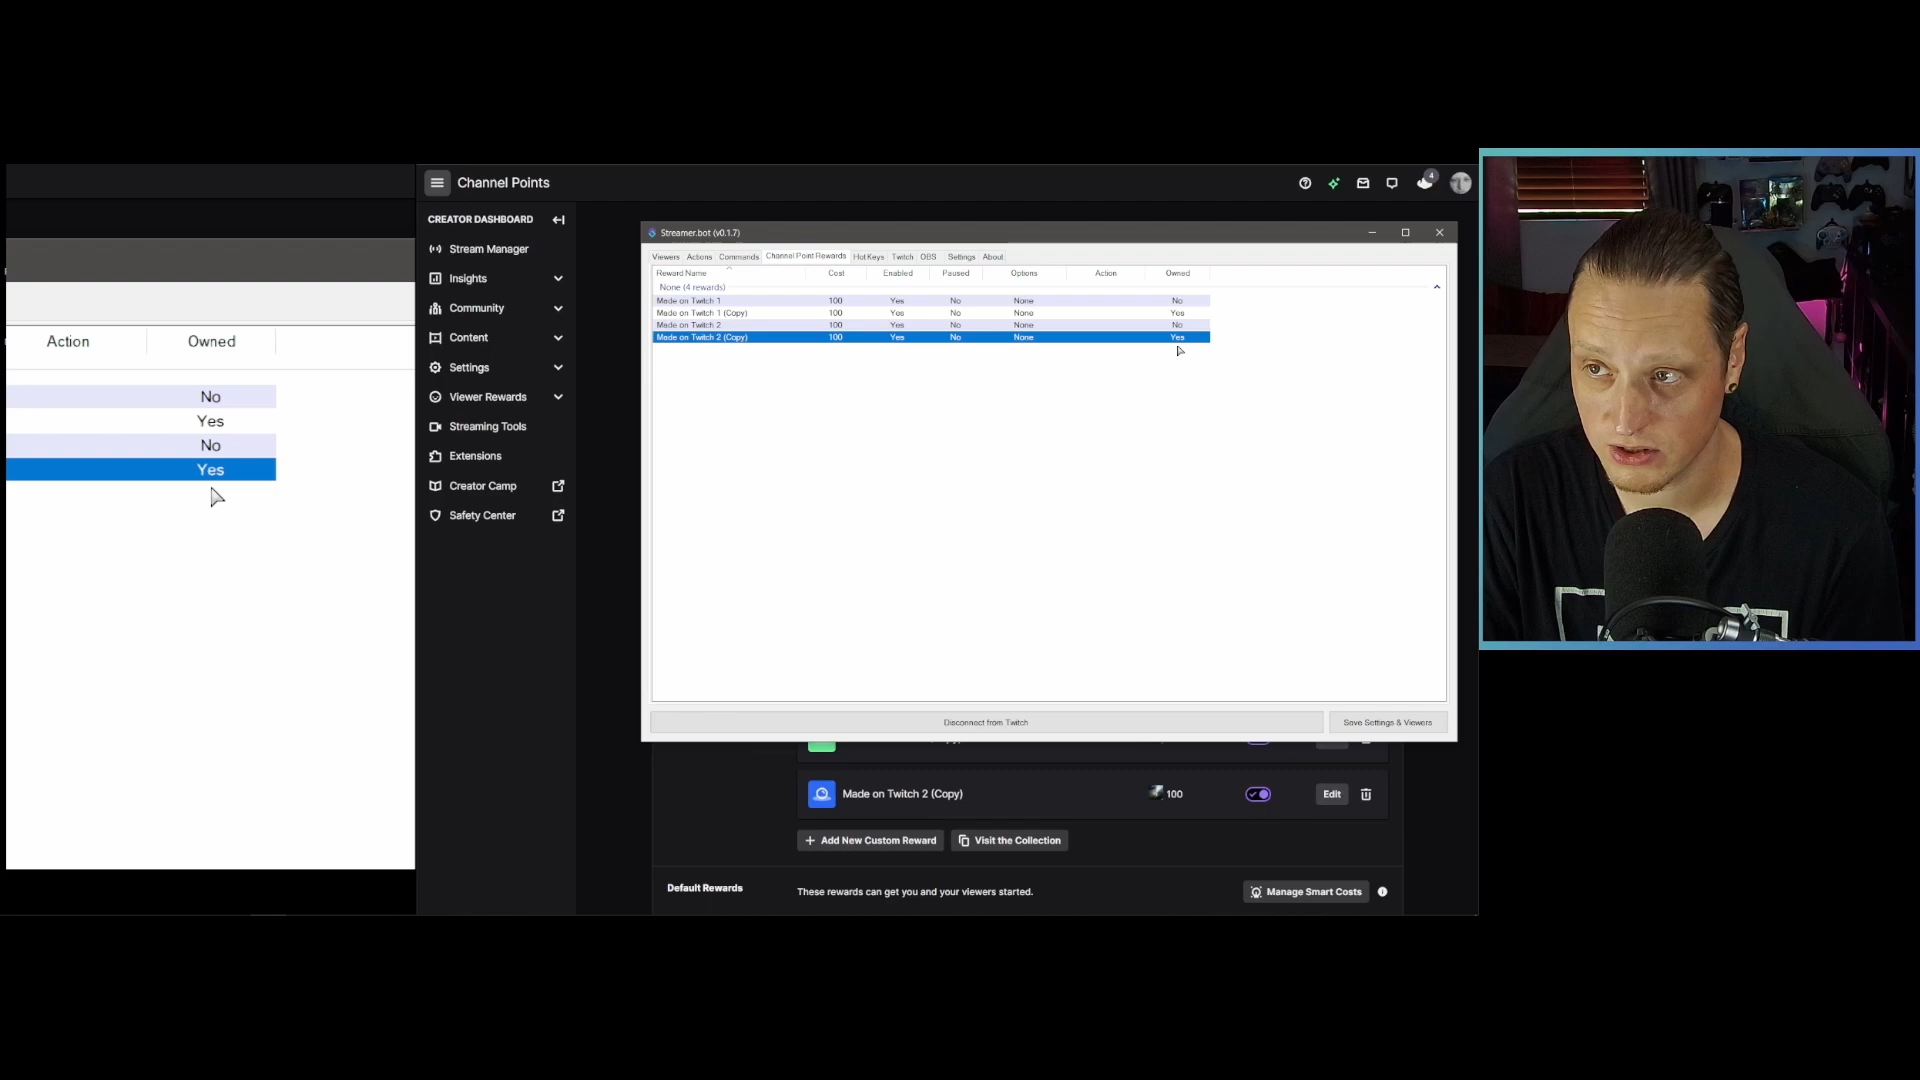 Action Owned
No
Yes
No
Yes
Channel Points
4
CREATOR DASHBOARD
Stream Manager
Insights
Community
Content
Settings
Viewer Rewards
Streaming Tools
Extensions
Creator Camp
Safety Center
Streamer.bot (v0.1.7)
Viewers Actions Commands Channel Point Rewards Hot Keys Twitch OBS Settings About
Reward Name Cost Enabled Paused Options Action Owned
None (4 rewards)
Made on Twitch 1 100 Yes No None No
Made on Twitch 1 (Copy) 100 Yes No None Yes
Made on Twitch 2 100 Yes No None No
Made on Twitch 2 (Copy) 100 Yes No None Yes
Disconnect from Twitch Save Settings & Viewers
Made on Twitch 2 (Copy) 100 Edit
Add New Custom Reward Visit the Collection
Default Rewards These rewards can get you and your viewers started. Manage Smart Costs